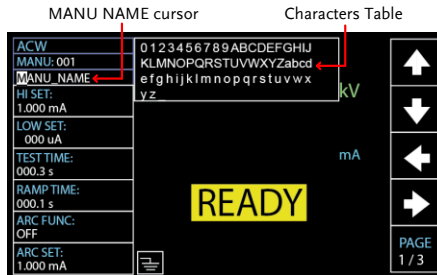 MANU NAME cursor
Characters Table
ACW
MANU: 001
MANU_NAME
HI SET:
1.000 mA
LOW SET:
000 uA
TEST TIME:
000.3 s
RAMP TIME:
000.1 s
ARC FUNC:
OFF
ARC SET:
1.000 mA
0123456789ABCDEFGHIJ
KLMNOPQRSTUVWXYZabcd
efghijklmnopqrstuvwx
yz_
kV
mA
READY
PAGE
1 / 3